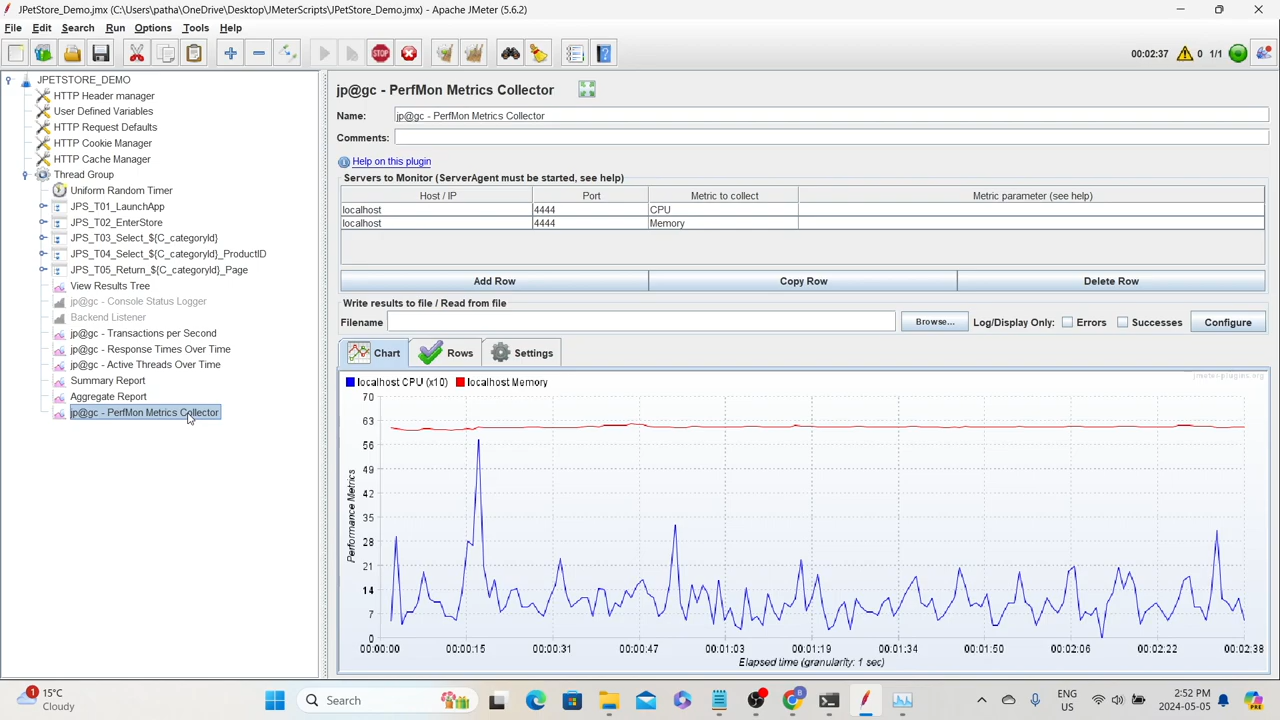 JPetStore_Demo.jmx (C:\Users\patha\OneDrive\Desktop\JMeterScripts\JPetStore_Demo.jmx) - Apache JMeter (5.6.2)
File Edit Search Run Options Tools Help
STOP
00:02:37 0 1/1
JPETSTORE_DEMO
HTTP Header manager
User Defined Variables
HTTP Request Defaults
HTTP Cookie Manager
HTTP Cache Manager
Thread Group
Uniform Random Timer
JPS_T01_LaunchApp
JPS_T02_EnterStore
JPS_T03_Select_${C_categoryId}
JPS_T04_Select_${C_categoryId}_ProductID
JPS_T05_Return_${C_categoryId}_Page
View Results Tree
jp@gc - Console Status Logger
Backend Listener
jp@gc - Transactions per Second
jp@gc - Response Times Over Time
jp@gc - Active Threads Over Time
Summary Report
Aggregate Report
jp@gc - PerfMon Metrics Collector
jp@gc - PerfMon Metrics Collector
Name: jp@gc - PerfMon Metrics Collector
Comments:
Help on this plugin
Servers to Monitor (ServerAgent must be started, see help)
Host / IP Port Metric to collect Metric parameter (see help)
localhost 4444 CPU
localhost 4444 Memory
Add Row Copy Row Delete Row
Write results to file / Read from file
Filename Browse... Log/Display Only: Errors Successes Configure
Chart Rows Settings
localhost CPU (x10) localhost Memory
jmeter-plugins.org
70
63
56
49
42
35
28
21
14
7
0
Performance Metrics
00:00:00 00:00:15 00:00:31 00:00:47 00:01:03 00:01:19 00:01:34 00:01:50 00:02:06 00:02:22 00:02:38
Elapsed time (granularity: 1 sec)
1
15°C
Cloudy
Search
8
ENG
US
2:52 PM
2024-05-05
PRE